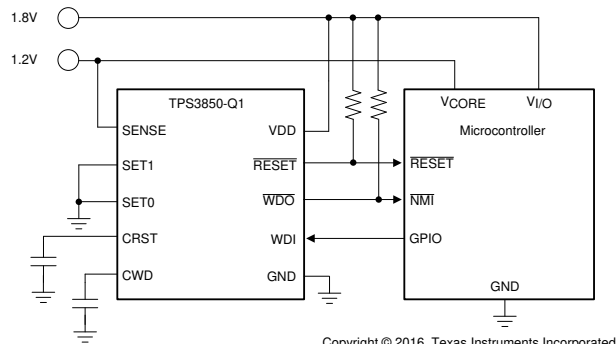 1.8V
1.2V
TPS3850-Q1
SENSE
VDD
SET1
RESET
SET0
WDO
CRST
WDI
CWD
GND
VCORE
VI/O
Microcontroller
RESET
NMI
GPIO
GND
Copyright © 2016, Texas Instruments Incorporated